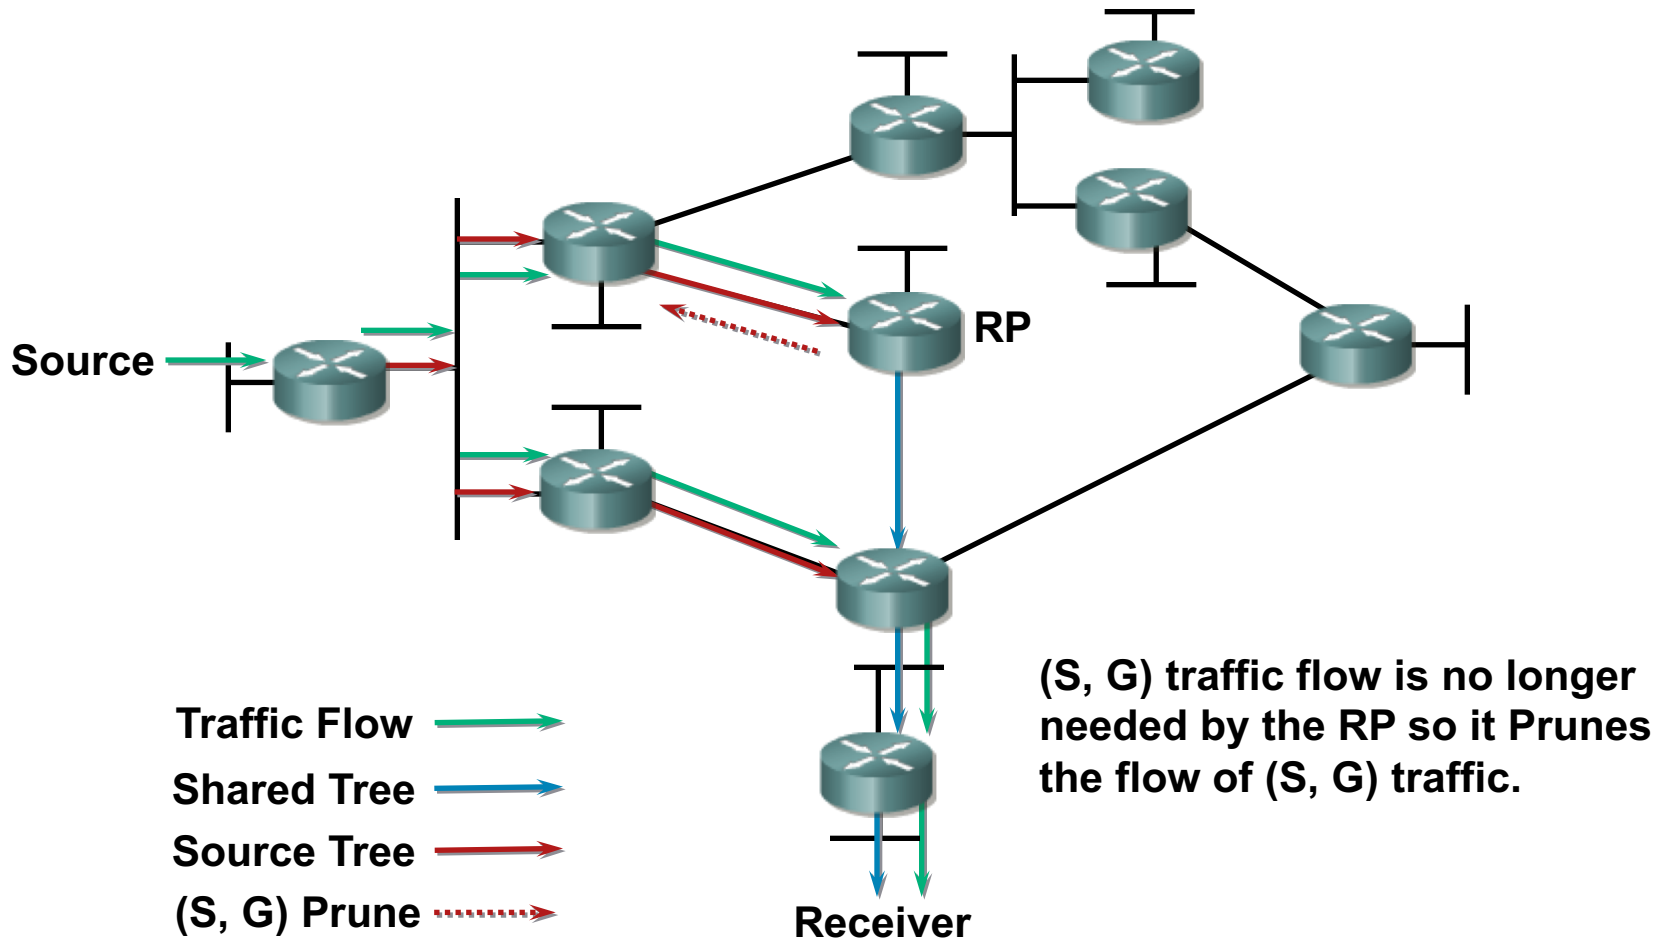 RP
Source
(S, G) traffic flow is no longer
needed by the RP so it Prunes
the flow of (S, G) traffic.
Traffic Flow
Shared Tree
Source Tree
(S, G) Prune
Receiver